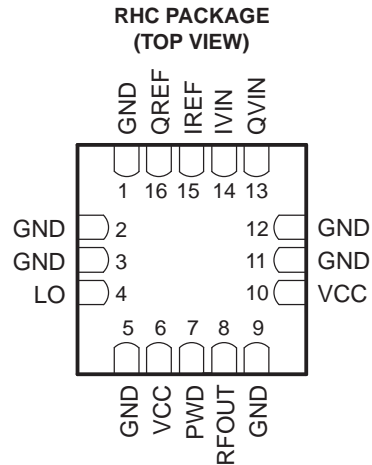 RHC PACKAGE
(TOP VIEW)
GND QREF IREF IVIN QVIN
1 16 15 14 13
GND 2 12 GND
GND 3 11 GND
LO 4 10 VCC
5 6 7 8 9
GND VCC PWD RFOUT GND